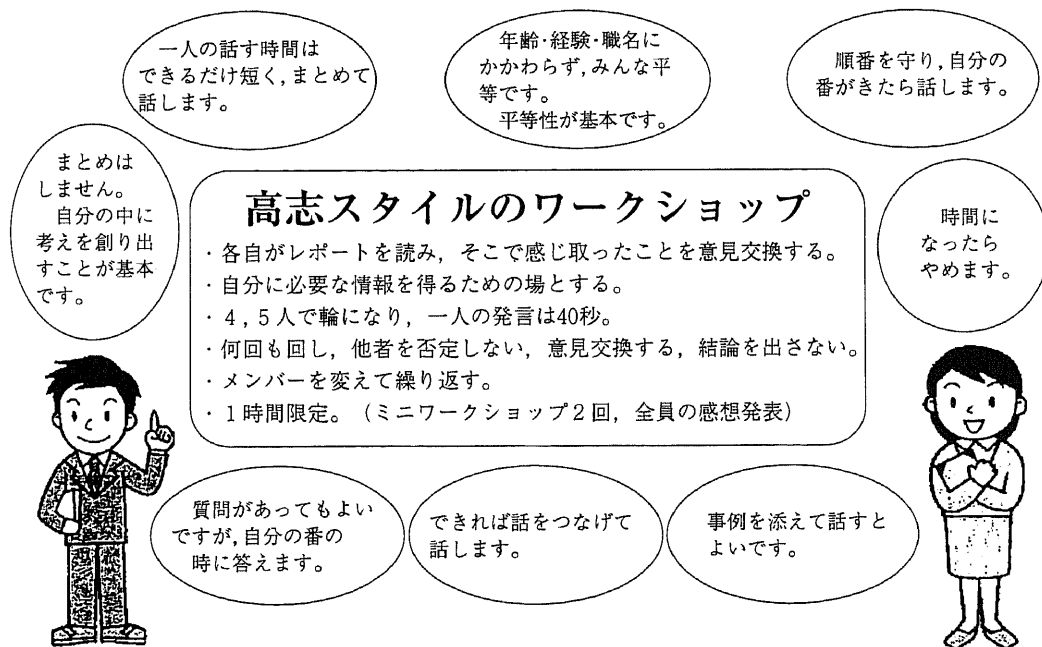 一人の話す時間は
できるだけ短く,まとめて
話します。
年齢・経験・職名に
かかわらず,みんな平
等です。
平等性が基本です。
順番を守り,自分の
番がきたら話します。
まとめは
しません。
自分の中に
考えを創り出
すことが基本
です。
高志スタイルのワークショップ
・各自がレポートを読み，そこで感じ取ったことを意見交換する。
・自分に必要な情報を得るための場とする。
・4，5人で輪になり，一人の発言は40秒。
・何回も回し，他者を否定しない，意見交換する，結論を出さない。
・メンバーを変えて繰り返す。
・1時間限定。（ミニワークショップ2回，全員の感想発表）
時間に
なったら
やめます。
質問があってもよい
ですが,自分の番の
時に答えます。
できれば話をつなげて
話します。
事例を添えて話すと
よいです。